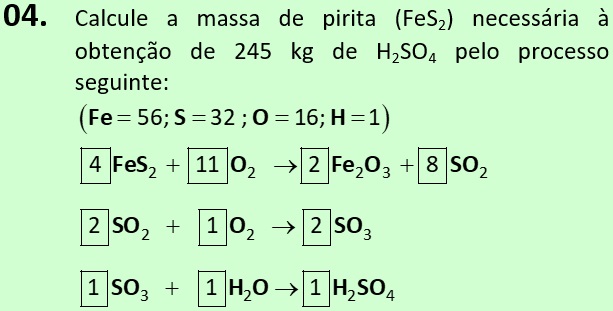 04. Calcule a massa de pirita (FeS₂) necessária à
obtenção de 245 kg de H₂SO₄ pelo processo
seguinte:
(Fe = 56; S = 32 ; O = 16; H = 1)
4 FeS₂ + 11 O₂ → 2 Fe₂O₃ + 8 SO₂
2 SO₂ + 1 O₂ → 2 SO₃
1 SO₃ + 1 H₂O → 1 H₂SO₄